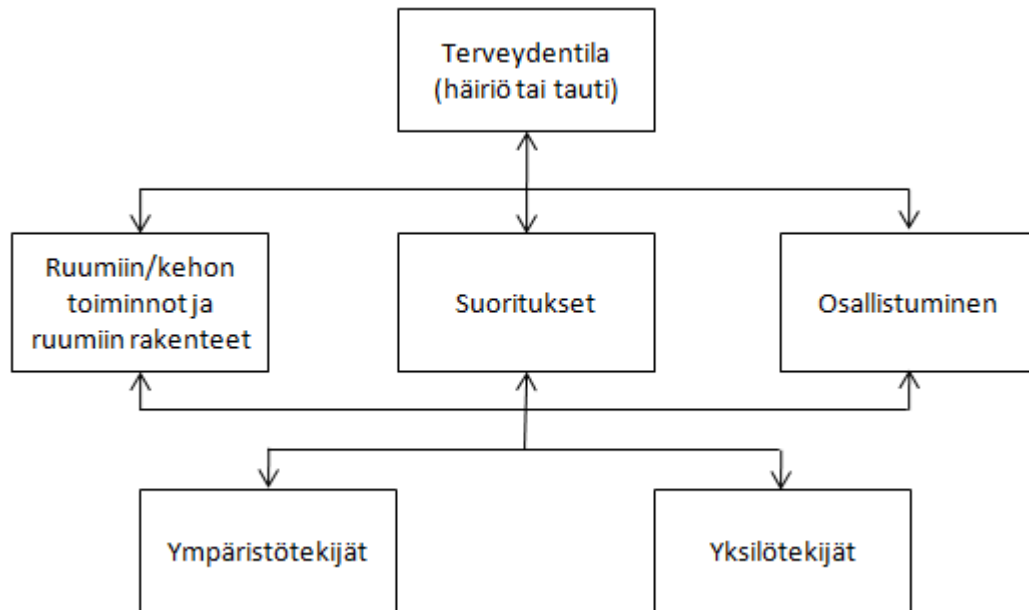 Terveydentila
(häiriö tai tauti)
Ruumiin/kehon
toiminnot ja
ruumiin rakenteet
Suoritukset
Osallistuminen
Ympäristötekijät
Yksilötekijät